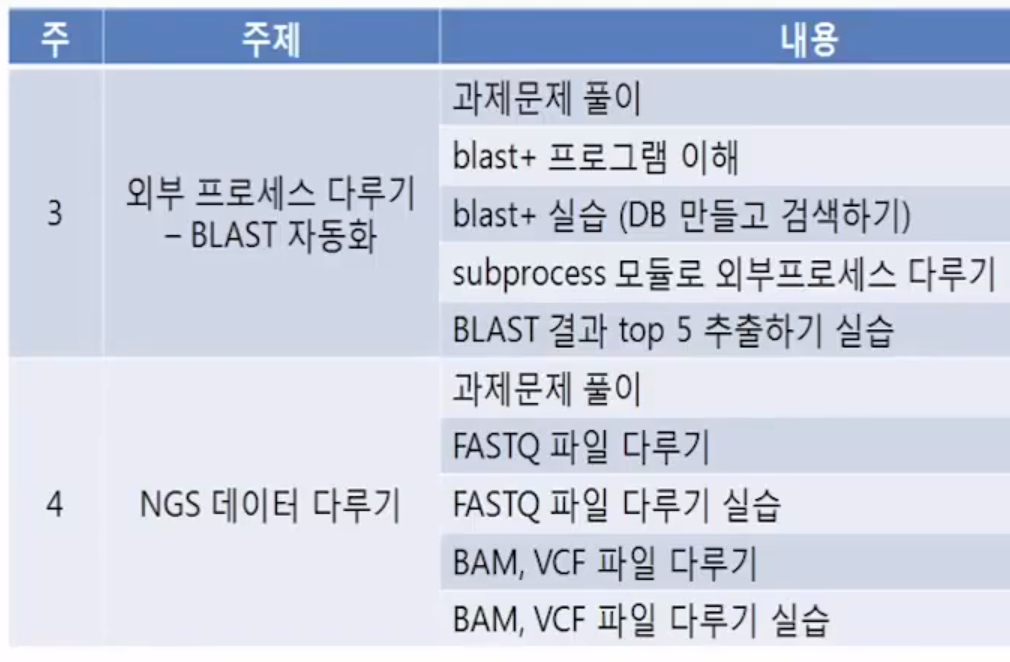 주 주제 내용
3
외부 프로세스 다루기
– BLAST 자동화
과제문제 풀이
blast+ 프로그램 이해
blast+ 실습 (DB 만들고 검색하기)
subprocess 모듈로 외부프로세스 다루기
BLAST 결과 top 5 추출하기 실습
4
NGS 데이터 다루기
과제문제 풀이
FASTQ 파일 다루기
FASTQ 파일 다루기 실습
BAM, VCF 파일 다루기
BAM, VCF 파일 다루기 실습